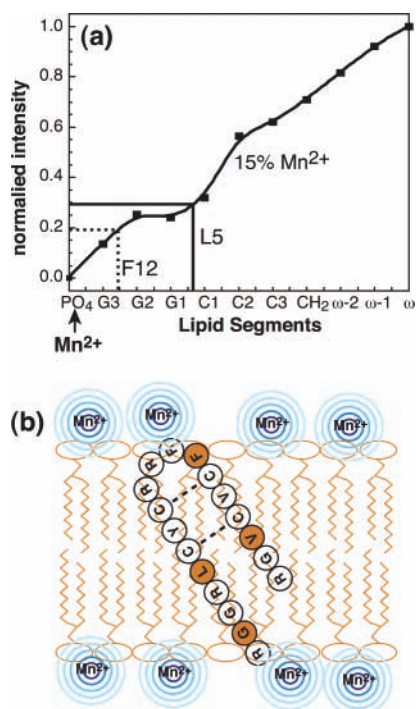 (a)
1.0
0.8
0.6
0.4
0.2
0.0
normalied intensity
15% Mn²⁺
L5
F12
PO₄ G3 G2 G1 C1 C2 C3 CH₂ ω-2 ω-1 ω
Lipid Segments
Mn²⁺
(b)
Mn²⁺ Mn²⁺ Mn²⁺ Mn²⁺
R G G R L C Y C R R
F C V C V G R
Mn²⁺ Mn²⁺ Mn²⁺ Mn²⁺